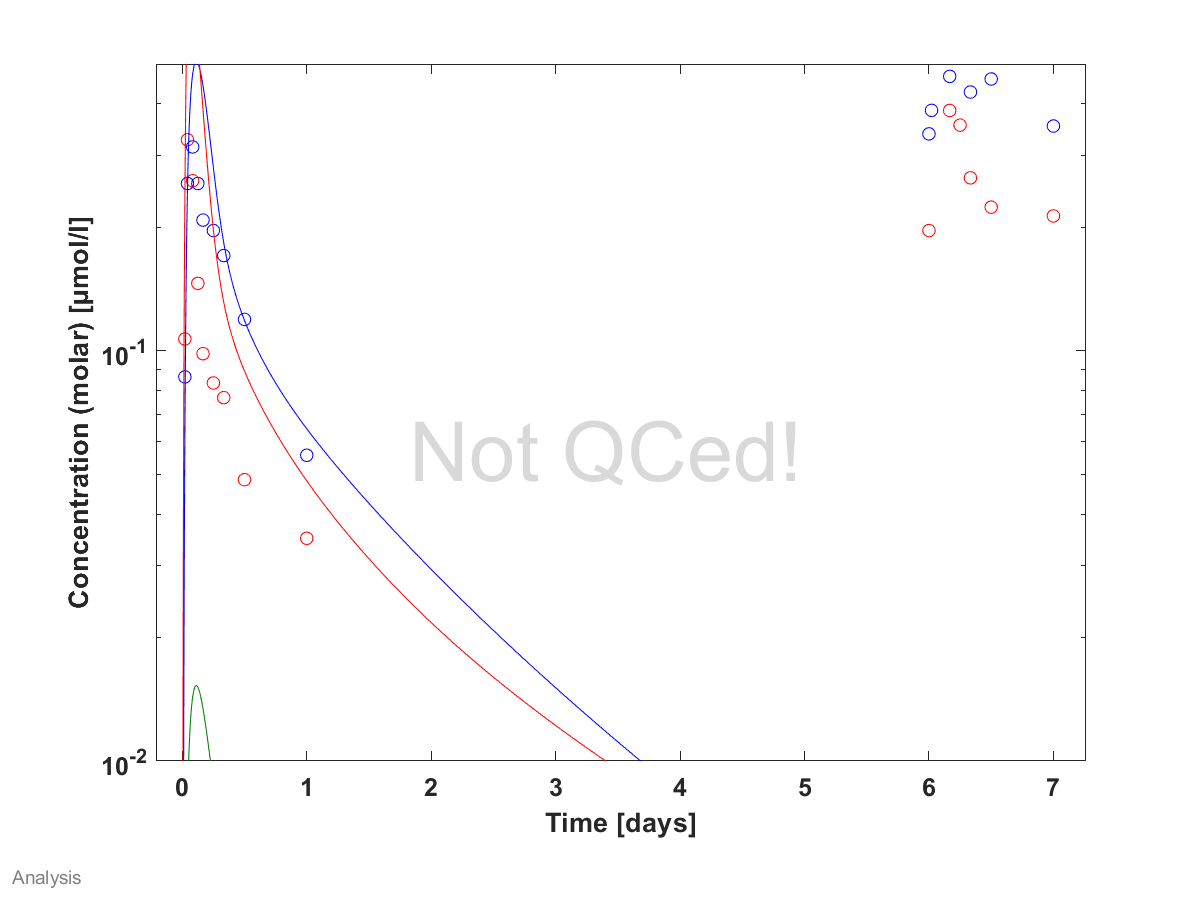 Concentration (molar) [µmol/l]
10-1
10-2
Not QCed!
0 1 2 3 4 5 6 7
Time [days]
Analysis